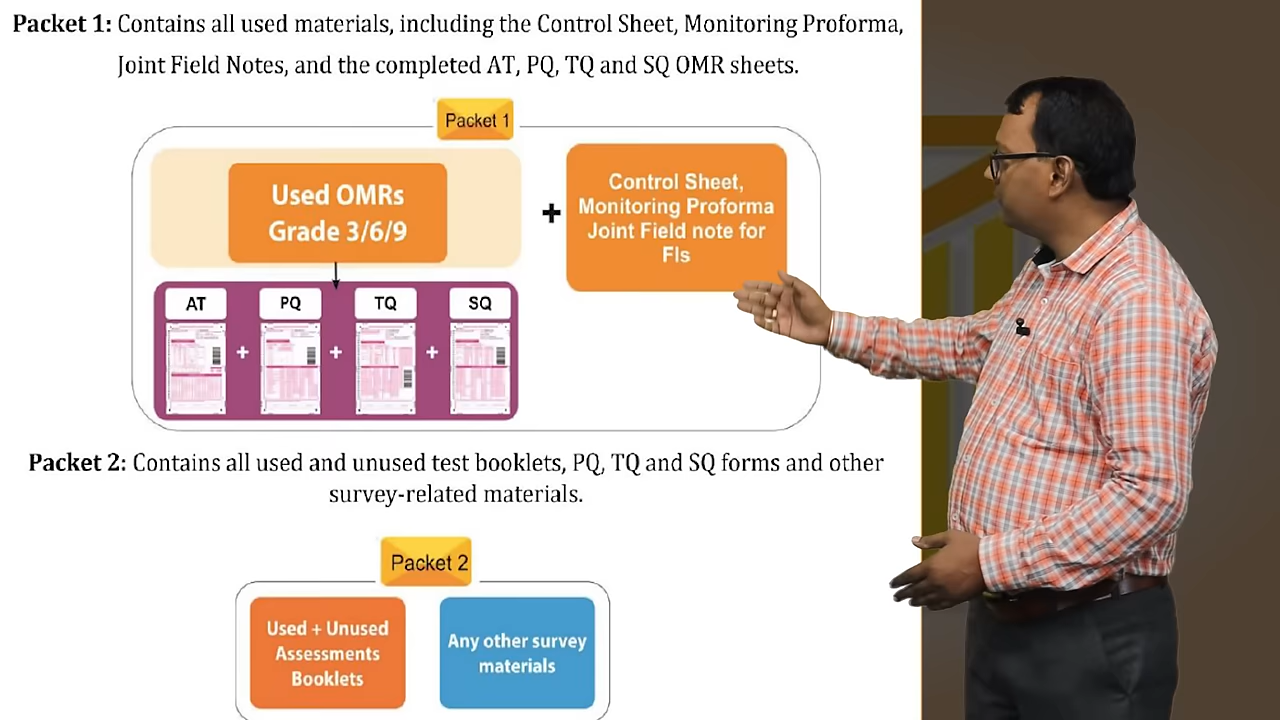 Packet 1: Contains all used materials, including the Control Sheet, Monitoring Proforma,
Joint Field Notes, and the completed AT, PQ, TQ and SQ OMR sheets.
Packet 1
Used OMRs
Grade 3/6/9
+
Control Sheet,
Monitoring Proforma
Joint Field note for
FIs
AT
PQ
TQ
SQ
+ + +
Packet 2: Contains all used and unused test booklets, PQ, TQ and SQ forms and other
survey-related materials.
Packet 2
Used + Unused
Assessments
Booklets
Any other survey
materials